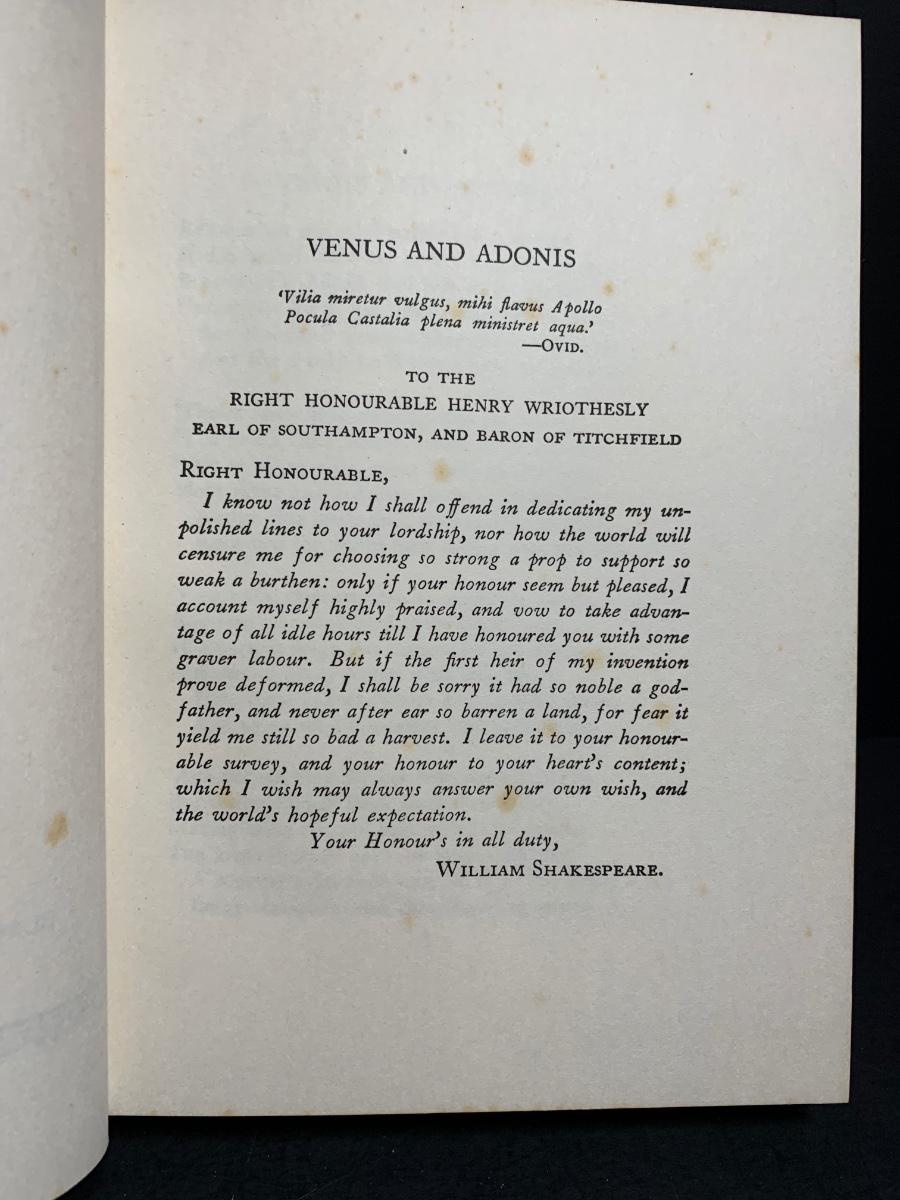 VENUS AND ADONIS
‘Vilia miretur vulgus, mihi flavus Apollo
Pocula Castalia plena ministret aqua.’
—OVID.
TO THE
RIGHT HONOURABLE HENRY WRIOTHESLY
EARL OF SOUTHAMPTON, AND BARON OF TITCHFIELD
RIGHT HONOURABLE,
I know not how I shall offend in dedicating my un-
polished lines to your lordship, nor how the world will
censure me for choosing so strong a prop to support so
weak a burthen: only if your honour seem but pleased, I
account myself highly praised, and vow to take advan-
tage of all idle hours till I have honoured you with some
graver labour. But if the first heir of my invention
prove deformed, I shall be sorry it had so noble a god-
father, and never after ear so barren a land, for fear it
yield me still so bad a harvest. I leave it to your honour-
able survey, and your honour to your heart’s content;
which I wish may always answer your own wish, and
the world’s hopeful expectation.
Your Honour’s in all duty,
WILLIAM SHAKESPEARE.